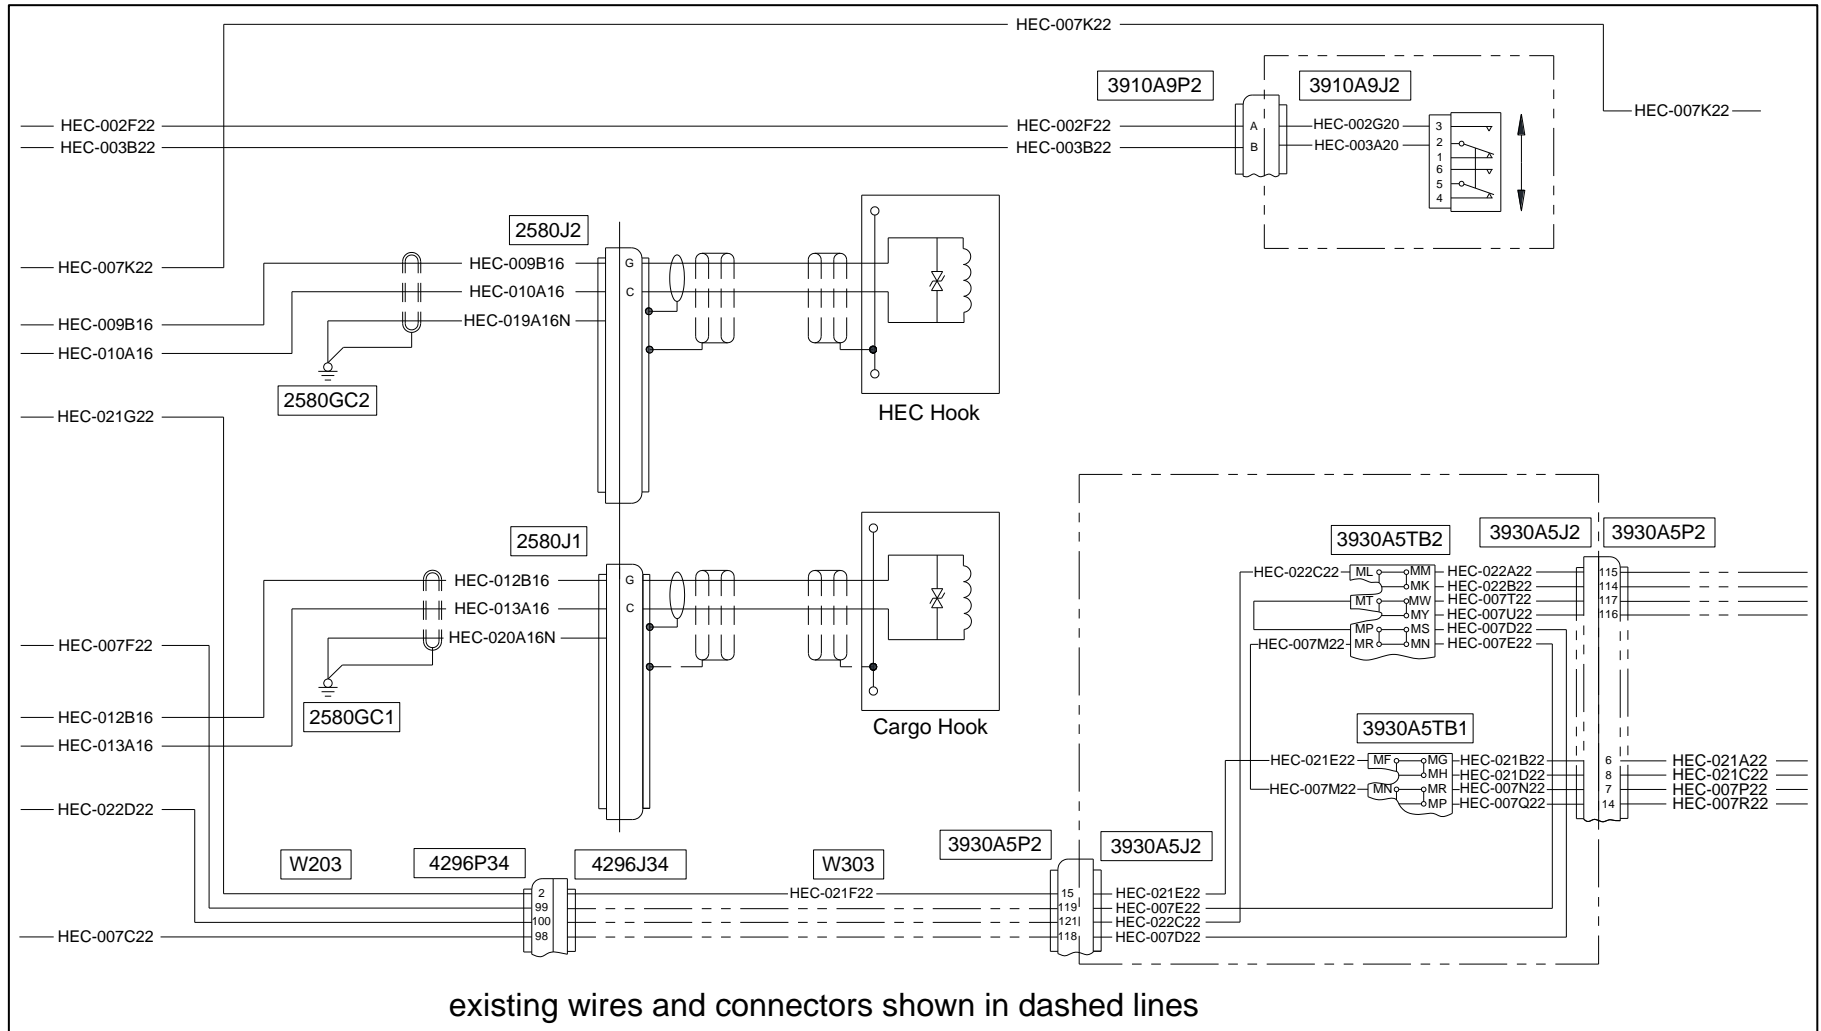 HEC-007K22
3910A9P2
3910A9J2
HEC-007K22
HEC-002F22
HEC-002F22
A
HEC-002G20
3
HEC-003B22
HEC-003B22
B
HEC-003A20
2
1
6
5
4
2580J2
HEC-007K22
HEC-009B16
G
HEC-010A16
C
HEC-009B16
HEC-019A16N
HEC-010A16
2580GC2
HEC Hook
HEC-021G22
2580J1
HEC-012B16
G
HEC-013A16
C
HEC-020A16N
HEC-007F22
HEC-012B16
2580GC1
HEC-013A16
Cargo Hook
3930A5TB2
3930A5J2
3930A5P2
HEC-022C22
ML
MM
HEC-022A22
115
MK
HEC-022B22
114
MT
MW
HEC-007T22
117
MY
HEC-007U22
116
MP
MS
HEC-007D22
HEC-007M22
MR
MN
HEC-007E22
3930A5TB1
HEC-021E22
MF
MG
HEC-021B22
6
HEC-021A22
MH
HEC-021D22
8
HEC-021C22
HEC-007M22
MN
MR
HEC-007N22
7
HEC-007P22
MP
HEC-007Q22
14
HEC-007R22
HEC-022D22
W203
4296P34
4296J34
W303
3930A5P2
3930A5J2
2
HEC-021F22
15
HEC-021E22
99
119
HEC-007E22
100
121
HEC-022C22
HEC-007C22
98
118
HEC-007D22
existing wires and connectors shown in dashed lines